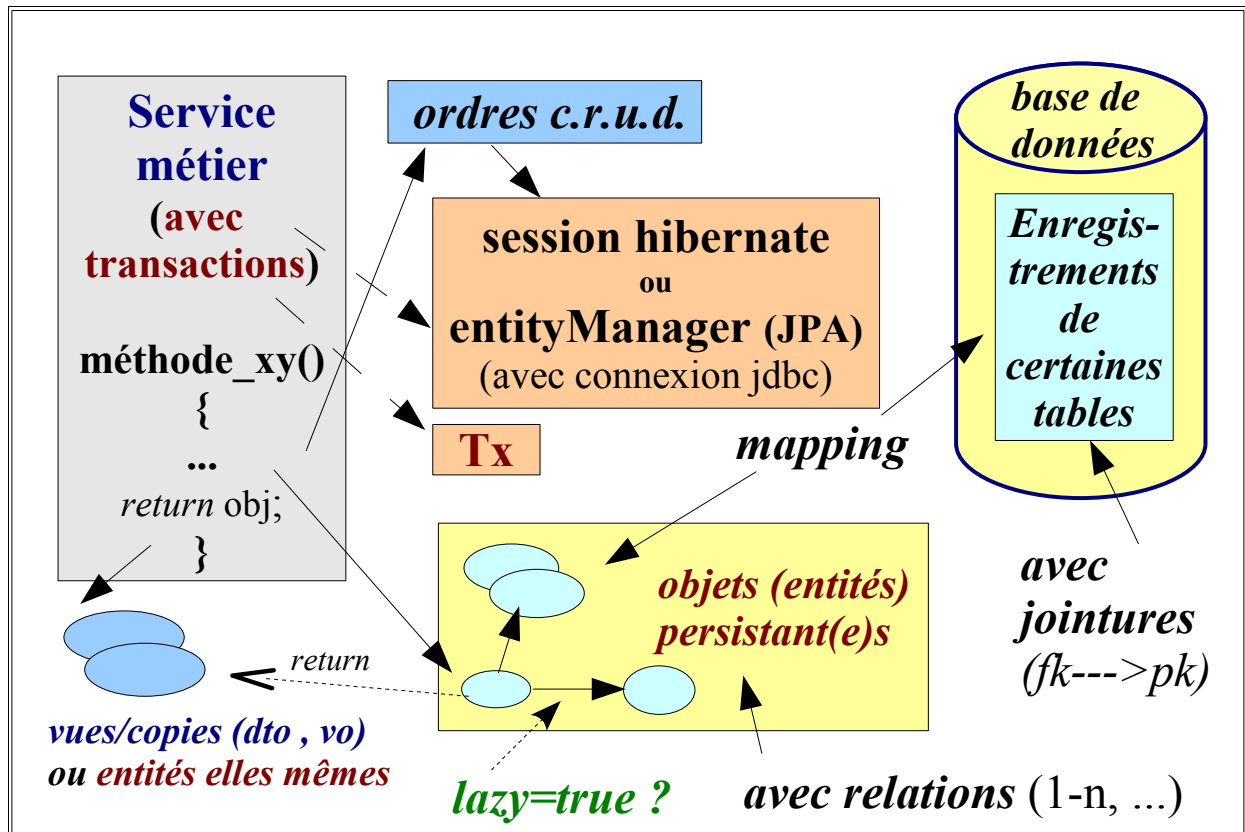 Service
métier
(avec
transactions)
méthode_xy()
{
...
return obj;
}
ordres c.r.u.d.
session hibernate
ou
entityManager (JPA)
(avec connexion jdbc)
Tx
mapping
base de
données
Enregis-
trements
de
certaines
tables
objets (entités)
persistant(e)s
avec
jointures
(fk--->pk)
return
vues/copies (dto , vo)
ou entités elles mêmes
lazy=true ?
avec relations (1-n, ...)